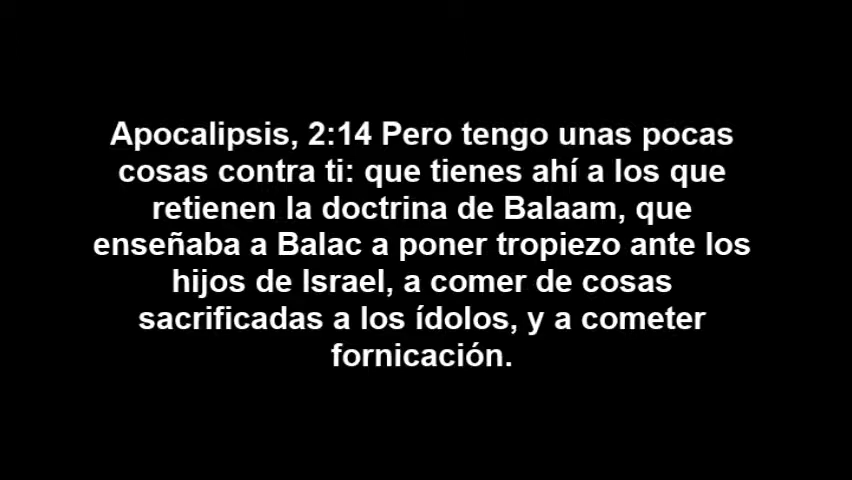 Apocalipsis, 2:14 Pero tengo unas pocas
cosas contra ti: que tienes ahí a los que
retienen la doctrina de Balaam, que
enseñaba a Balac a poner tropiezo ante los
hijos de Israel, a comer de cosas
sacrificadas a los ídolos, y a cometer
fornicación.